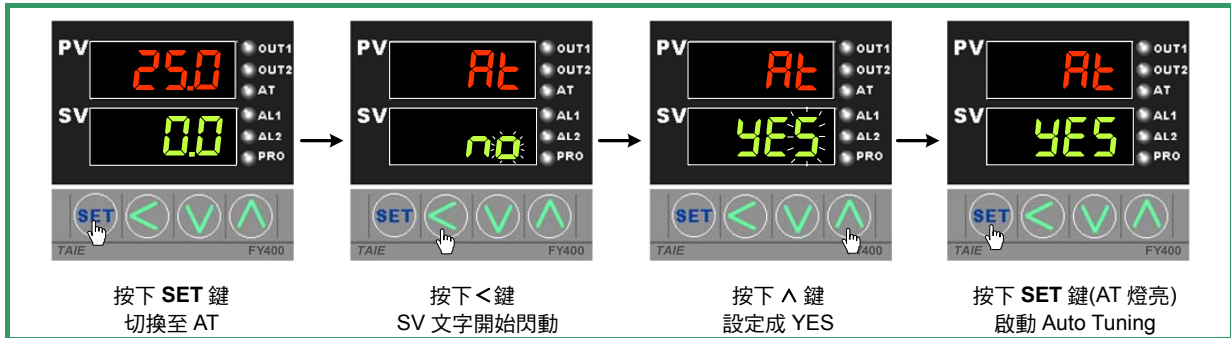 PV 25.0 OUT1
OUT2
AT
SV 0.0 AL1
AL2
PRO
SET
TAIE FY400
按下 SET 鍵
切換至 AT
PV At OUT1
OUT2
AT
SV no AL1
AL2
PRO
SET
TAIE FY400
按下<鍵
SV 文字開始閃動
PV At OUT1
OUT2
AT
SV YES AL1
AL2
PRO
SET
TAIE 400
按下 ∧ 鍵
設定成 YES
PV At OUT1
OUT2
AT
SV YES AL1
AL2
PRO
SET
TAIE FY400
按下 SET 鍵(AT 燈亮)
啟動 Auto Tuning